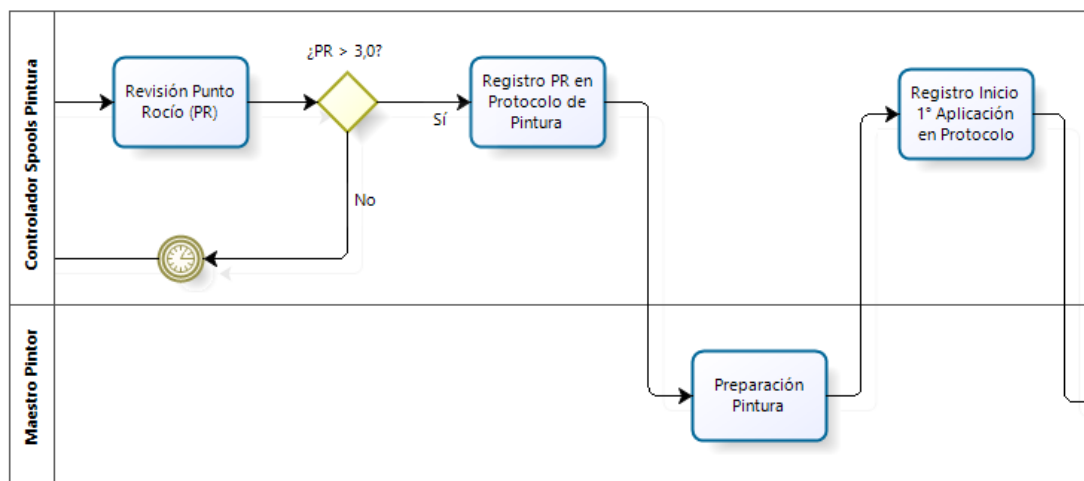 Controlador Spools Pintura
Revisión Punto
Rocío (PR)
¿PR > 3,0?
Sí
No
Registro PR en
Protocolo de
Pintura
Registro Inicio
1° Aplicación
en Protocolo
Maestro Pintor
Preparación
Pintura